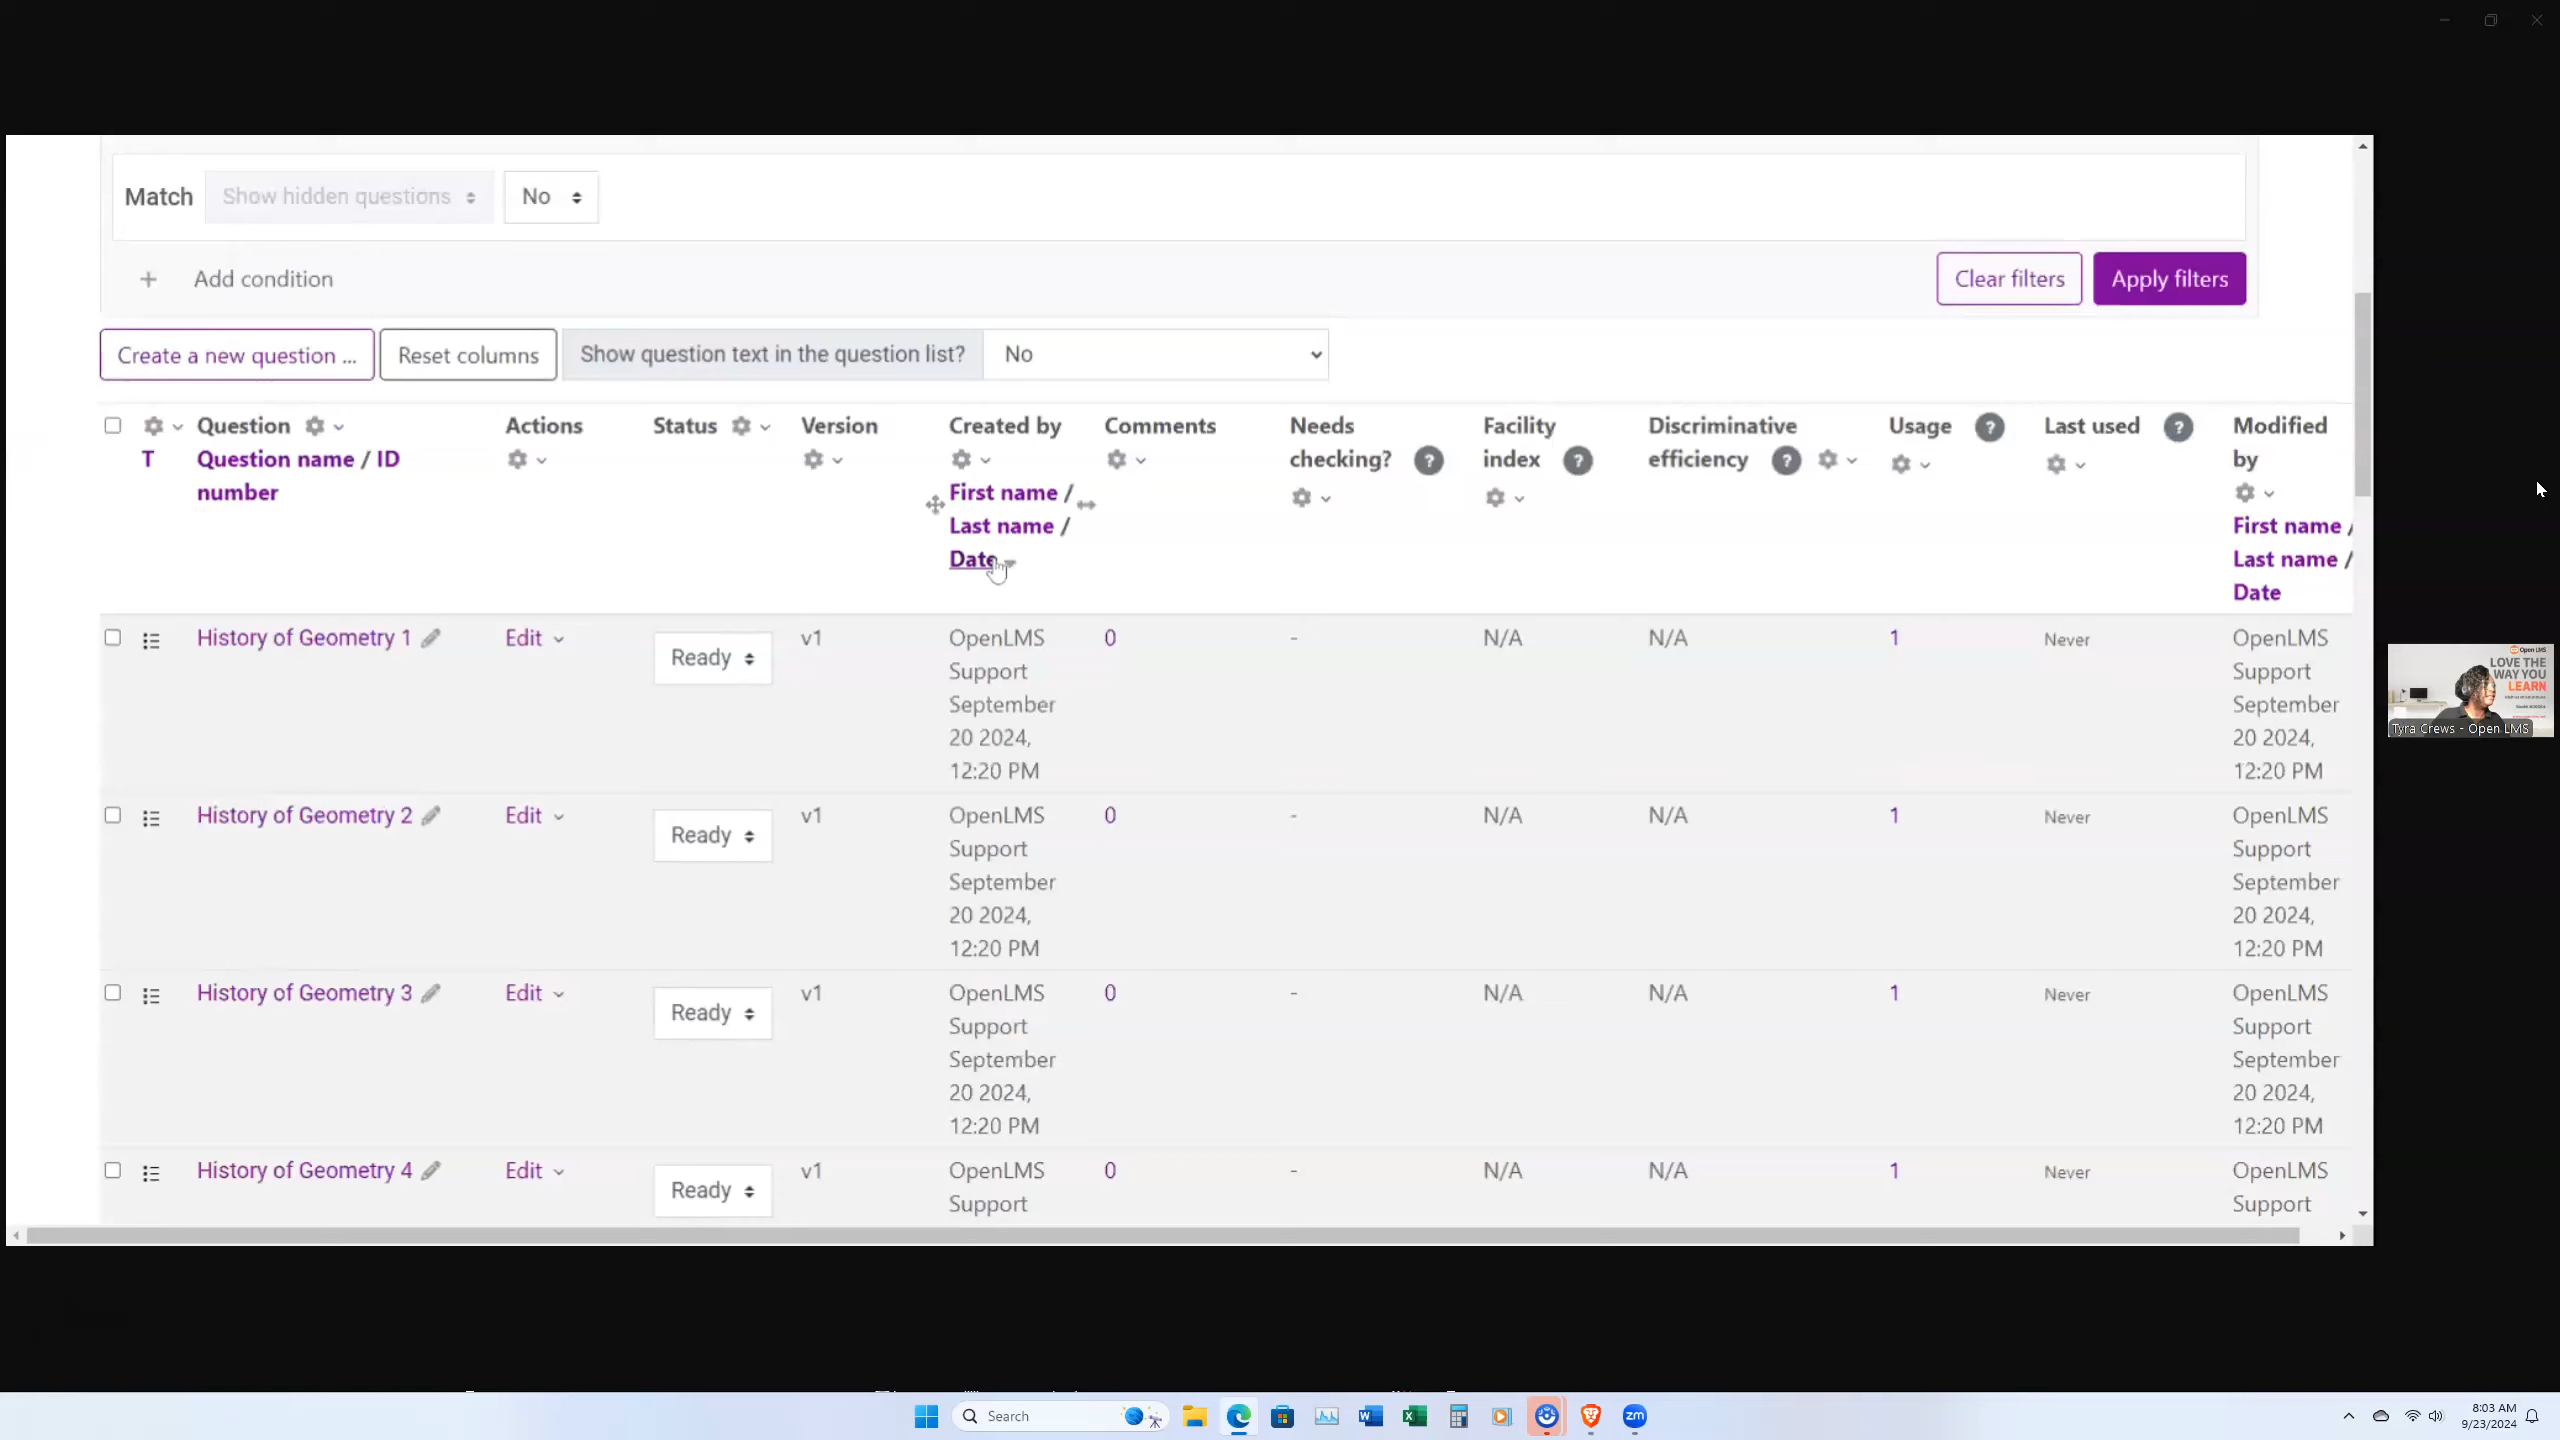 Match Show hidden questions No
+ Add condition Clear filters Apply filters
Create a new question ... Reset columns Show question text in the question list? No
Question Actions Status Version Created by Comments Needs checking? ? Facility index ? Discriminative efficiency ? Usage ? Last used ? Modified by
T Question name / ID number First name / Last name / Date First name / Last name / Date
History of Geometry 1 Edit Ready v1 OpenLMS 0 - N/A N/A 1 Never OpenLMS
Support Support
September September
20 2024, 20 2024,
12:20 PM 12:20 PM
History of Geometry 2 Edit Ready v1 OpenLMS 0 - N/A N/A 1 Never OpenLMS
Support Support
September September
20 2024, 20 2024,
12:20 PM 12:20 PM
History of Geometry 3 Edit Ready v1 OpenLMS 0 - N/A N/A 1 Never OpenLMS
Support Support
September September
20 2024, 20 2024,
12:20 PM 12:20 PM
History of Geometry 4 Edit Ready v1 OpenLMS 0 - N/A N/A 1 Never OpenLMS
Support Support
Open LMS
LOVE THE
WAY YOU
LEARN
Tyra Crews - Open LMS
Search
zm
8:03 AM
9/23/2024